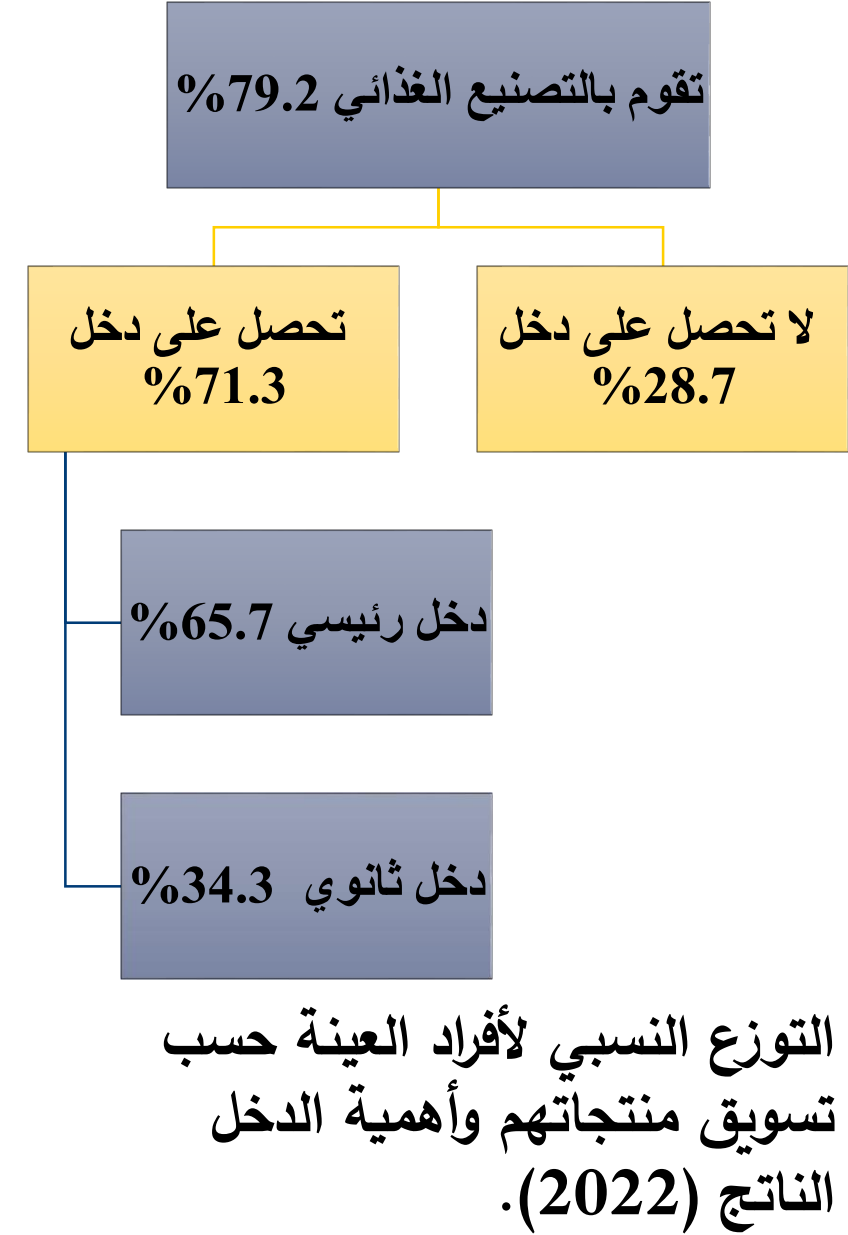 تقوم بالتصنيع الغذائي 79.2%
لا تحصل على دخل
28.7%
تحصل على دخل
71.3%
دخل رئيسي 65.7%
دخل ثانوي 34.3%
التوزع النسبي لأفراد العينة حسب
تسويق منتجاتهم وأهمية الدخل
الناتج (2022).